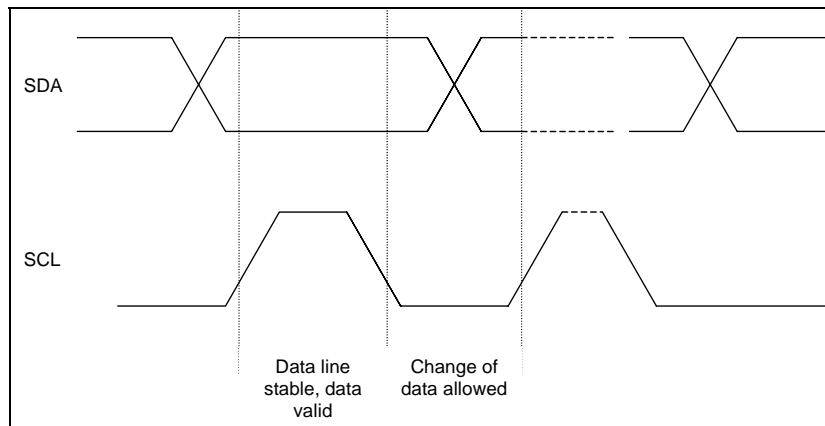 SDA
SCL
Data line
stable, data
valid
Change of
data allowed